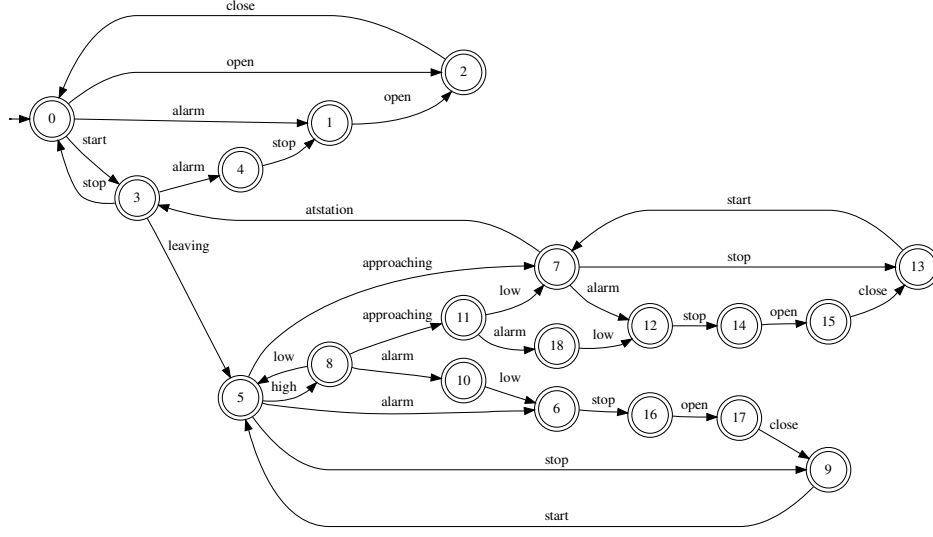 close
open
2
0
alarm
1
open
start
stop
4
alarm
stop
3
leaving
atstation
start
approaching
7
stop
13
low
alarm
close
approaching
11
12
stop
14
open
15
alarm
18
low
low
8
alarm
high
10
low
5
alarm
6
stop
16
open
17
close
stop
9
start